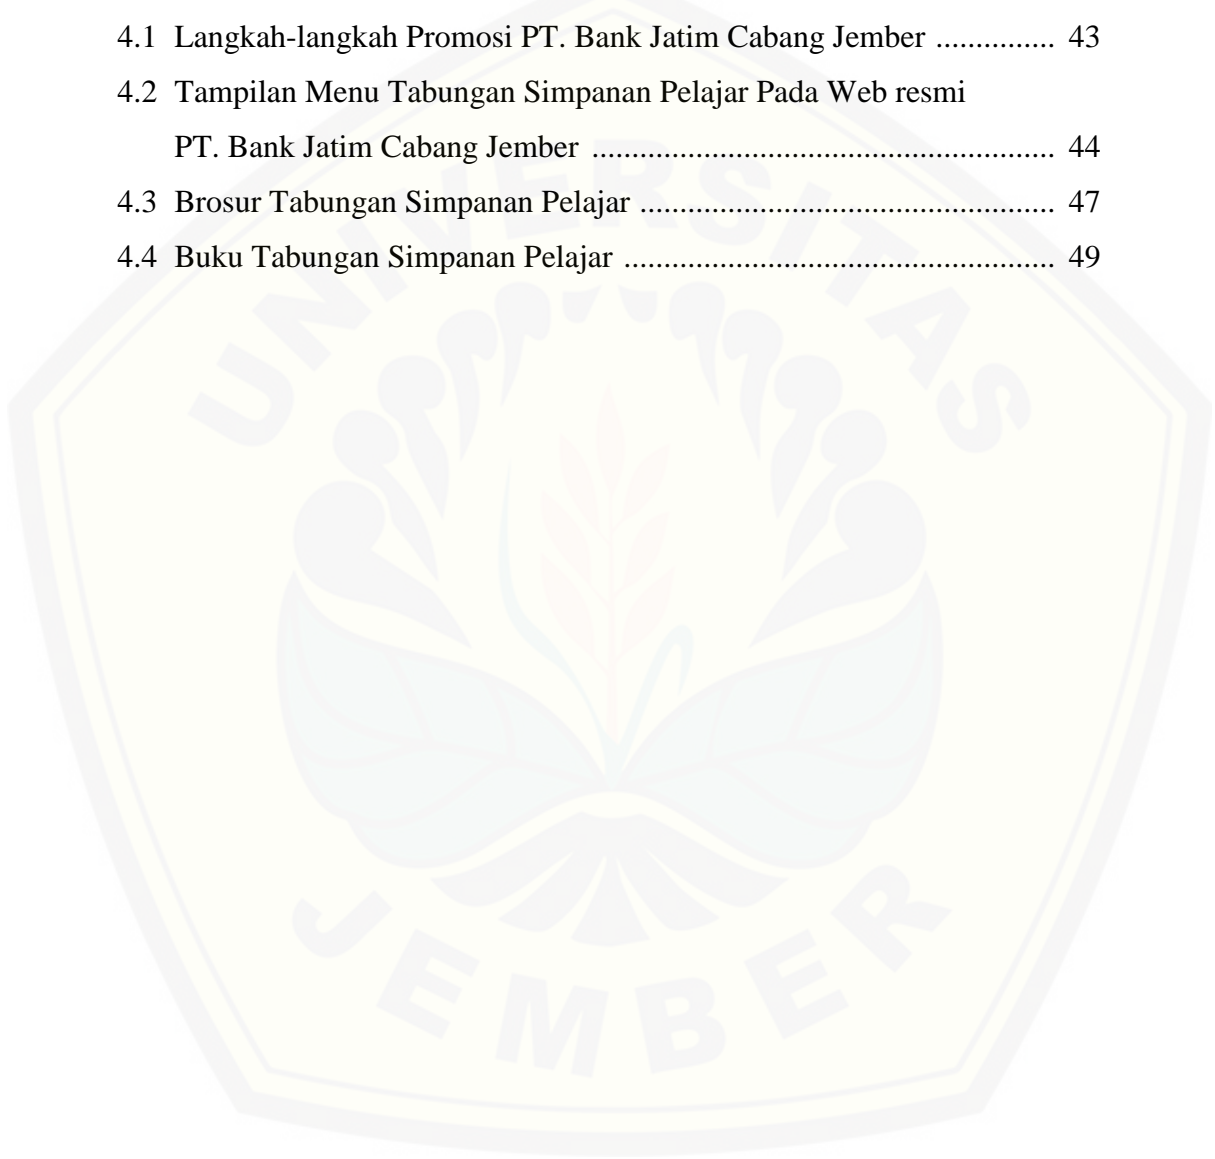 4.1 Langkah-langkah Promosi PT. Bank Jatim Cabang Jember ............... 43
4.2 Tampilan Menu Tabungan Simpanan Pelajar Pada Web resmi
PT. Bank Jatim Cabang Jember .......................................................... 44
4.3 Brosur Tabungan Simpanan Pelajar .................................................... 47
4.4 Buku Tabungan Simpanan Pelajar ...................................................... 49
UNIVERSITAS
JEMBER